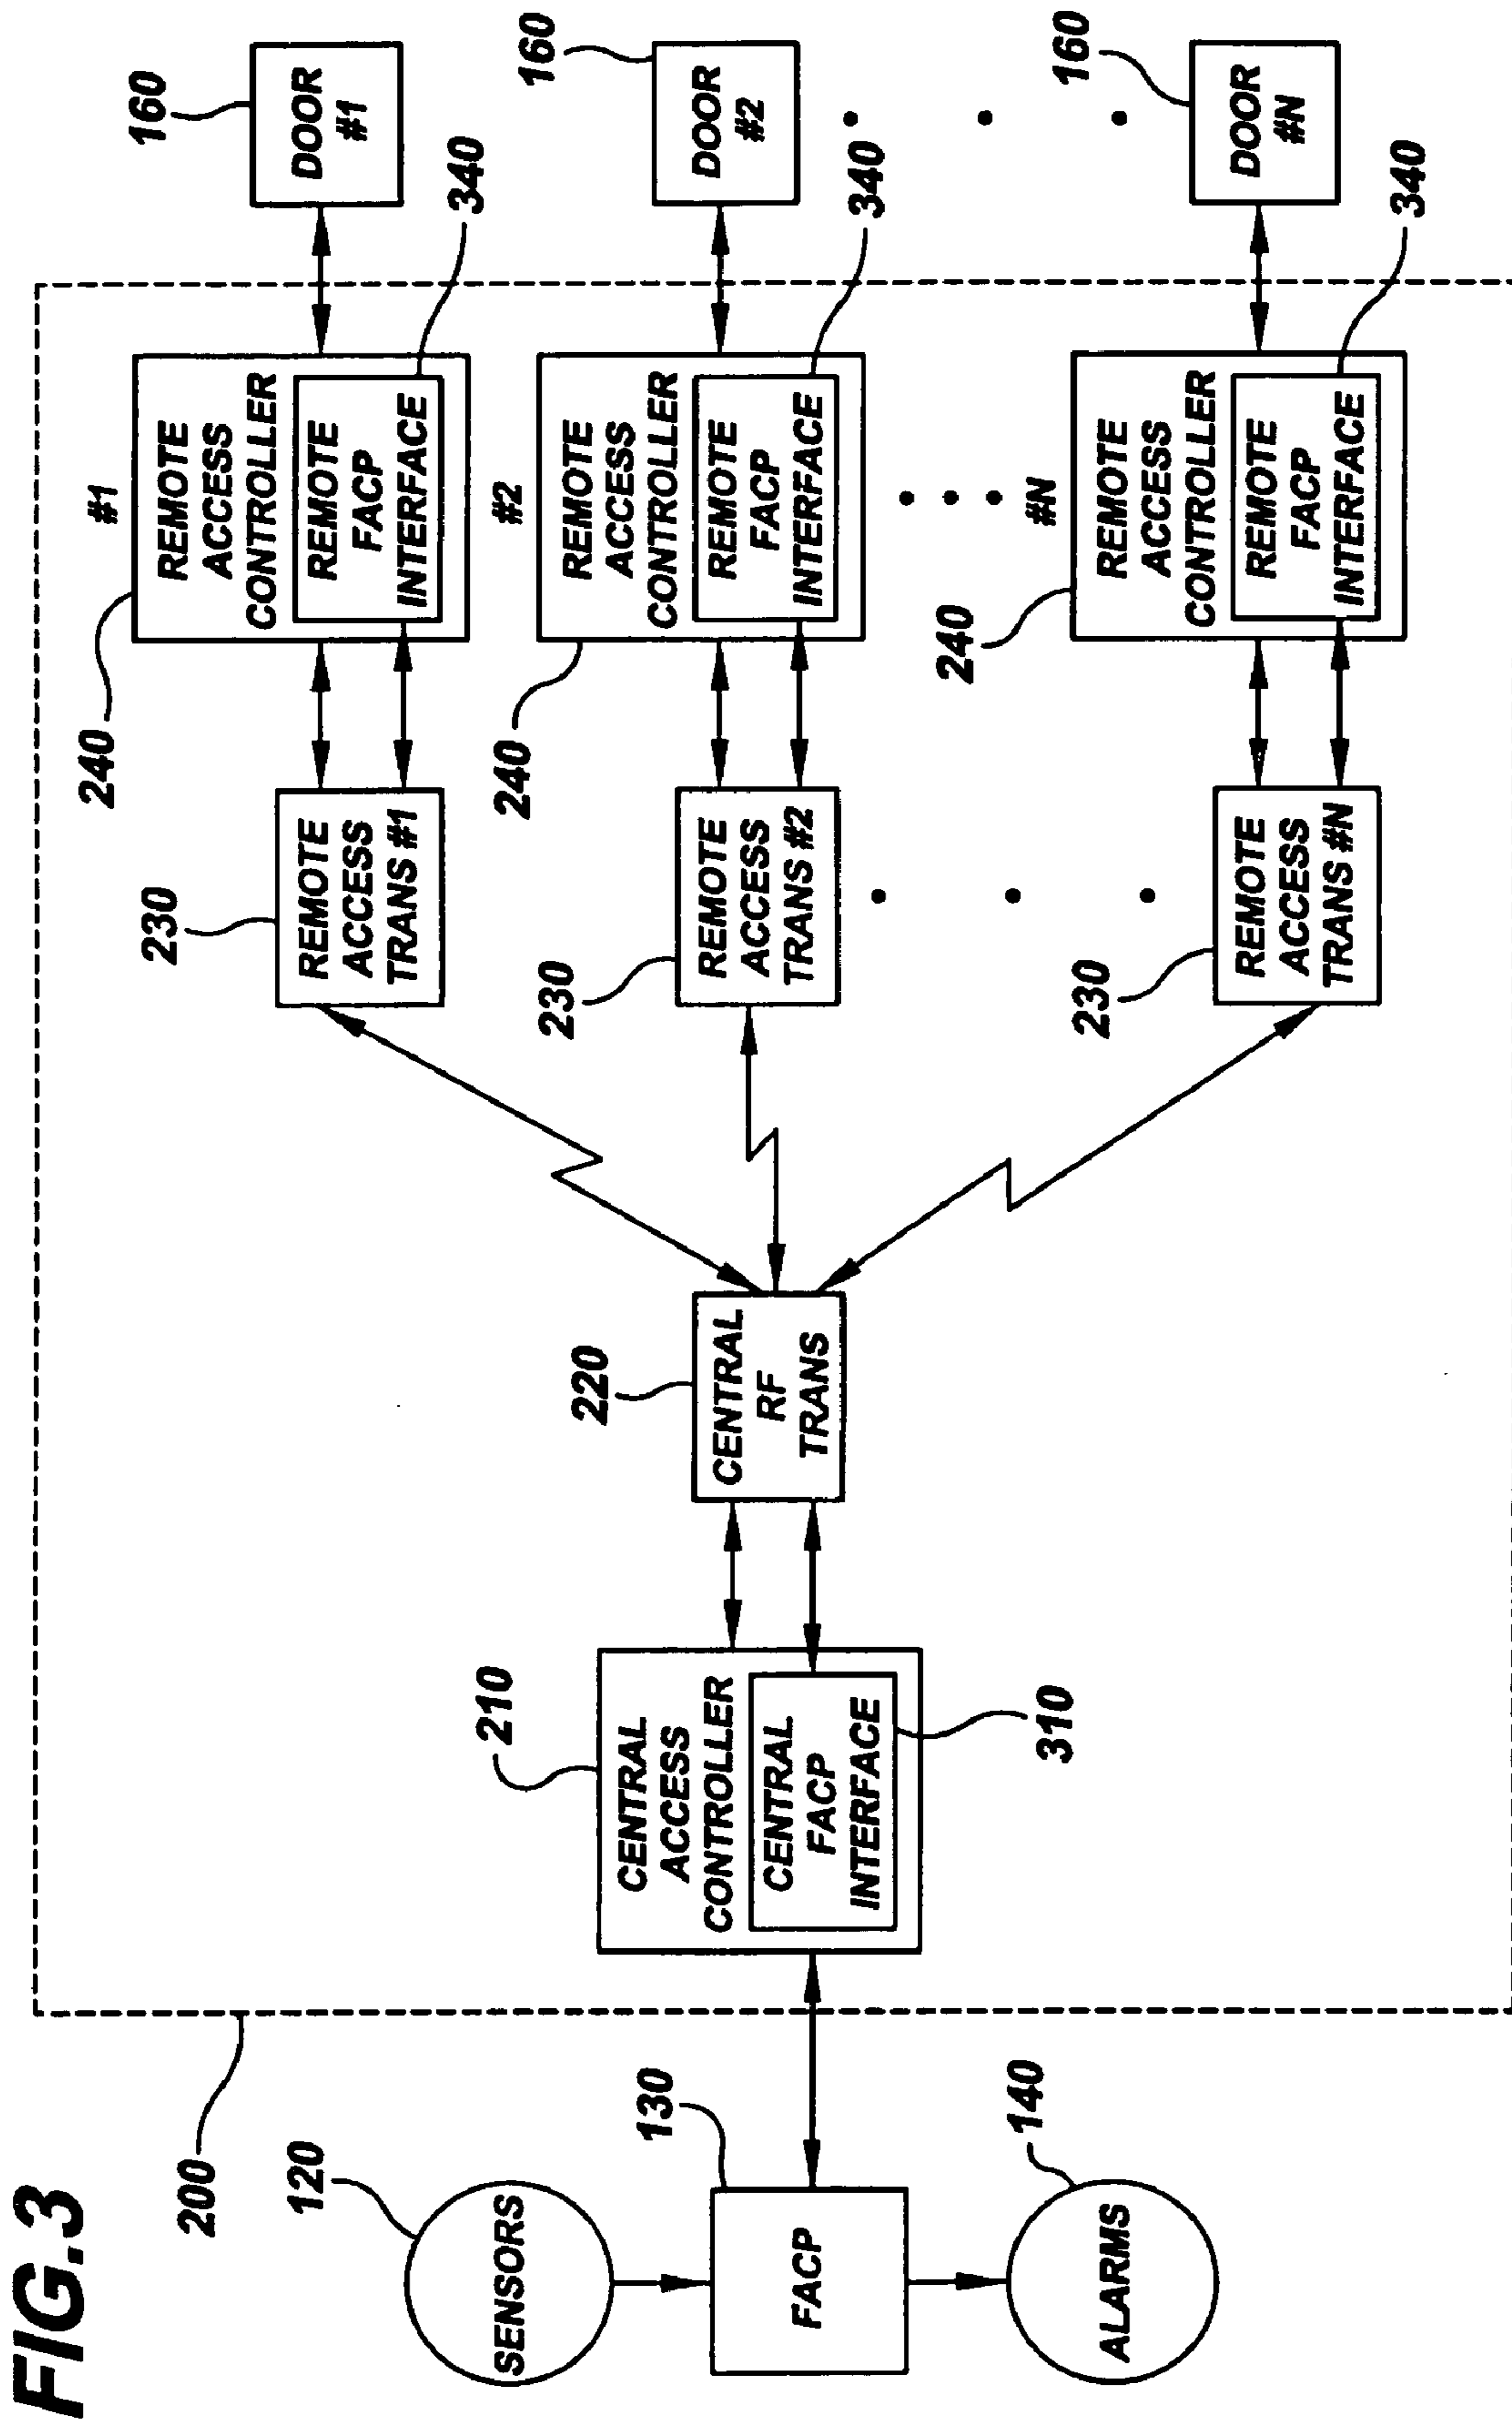 FIG.3
200
120
SENSORS
130
FACP
140
ALARMS
210
CENTRAL
ACCESS
CONTROLLER
CENTRAL
FACP
INTERFACE
310
220
CENTRAL
RF
TRANS
230
REMOTE
ACCESS
TRANS #1
240
#1
REMOTE
ACCESS
CONTROLLER
REMOTE
FACP
INTERFACE
340
160
DOOR
#1
230
REMOTE
ACCESS
TRANS #2
240
#2
REMOTE
ACCESS
CONTROLLER
REMOTE
FACP
INTERFACE
340
160
DOOR
#2
230
REMOTE
ACCESS
TRANS #N
240
#N
REMOTE
ACCESS
CONTROLLER
REMOTE
FACP
INTERFACE
340
160
DOOR
#N